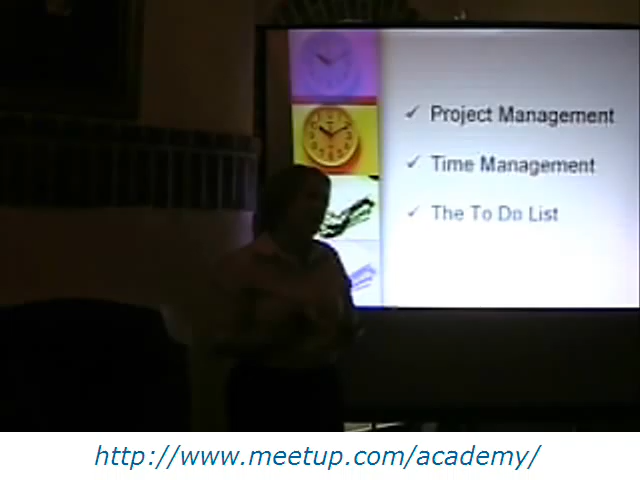 ✓ Project Management
✓ Time Management
✓ The To Do List
http://www.meetup.com/academy/